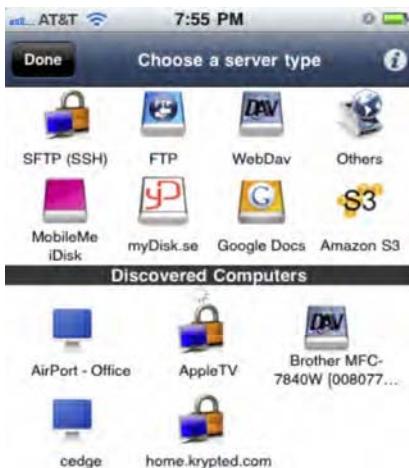 AT&T 7:55 PM
Done Choose a server type i
DAV
SFTP (SSH) FTP WebDav Others
yD G S3
MobileMe iDisk myDisk.se Google Docs Amazon S3
Discovered Computers
DAV
AirPort - Office AppleTV Brother MFC-7840W [008077...
cedge home.krypted.com